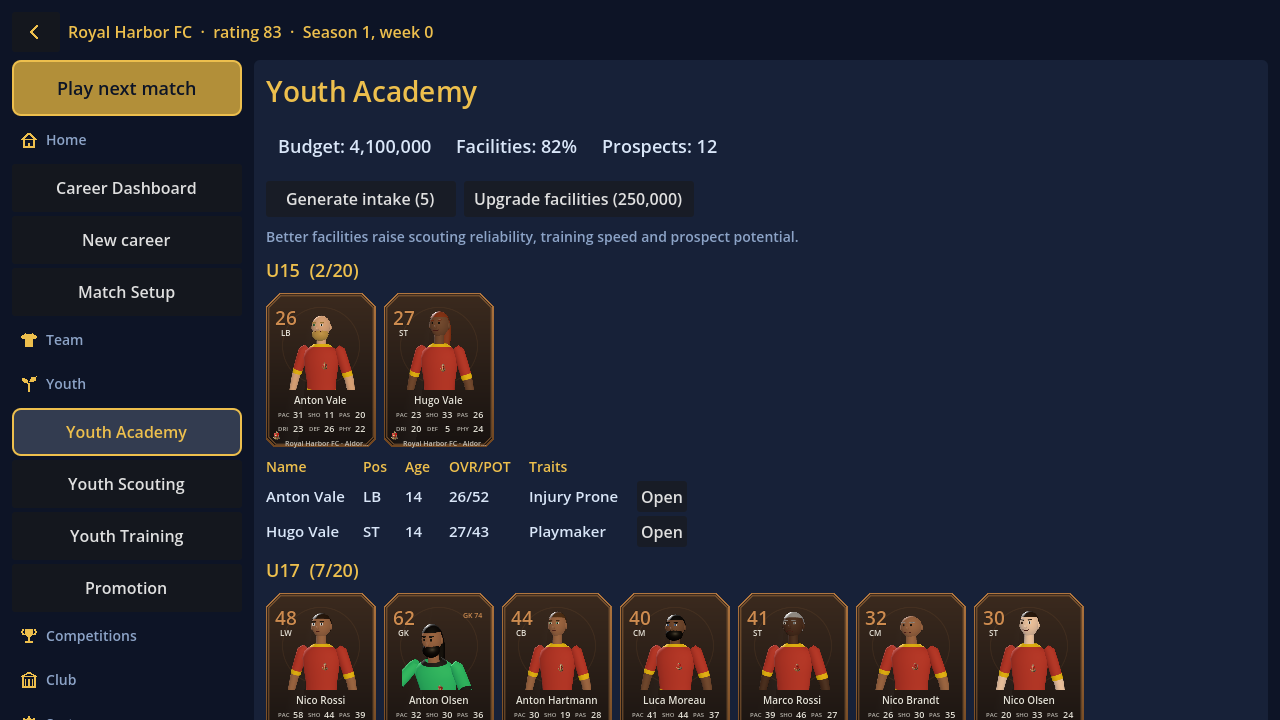 Royal Harbor FC · rating 83 · Season 1, week 0
Play next match
Home
Career Dashboard
New career
Match Setup
Team
Youth
Youth Academy
Youth Scouting
Youth Training
Promotion
Competitions
Club
Youth Academy
Budget: 4,100,000 Facilities: 82% Prospects: 12
Generate intake (5) Upgrade facilities (250,000)
Better facilities raise scouting reliability, training speed and prospect potential.
U15 (2/20)
26
LB
Anton Vale
PAC 31 SHO 11 PAS 20
DRI 23 DEF 26 PHY 22
Royal Harbor FC · Aldor...
27
ST
Hugo Vale
PAC 23 SHO 33 PAS 26
DRI 20 DEF 5 PHY 24
Royal Harbor FC · Aldor...
Name Pos Age OVR/POT Traits
Anton Vale LB 14 26/52 Injury Prone Open
Hugo Vale ST 14 27/43 Playmaker Open
U17 (7/20)
48
LW
Nico Rossi
PAC 58 SHO 44 PAS 39
62
GK
GK 74
Anton Olsen
PAC 32 SHO 30 PAS 36
44
CB
Anton Hartmann
PAC 30 SHO 19 PAS 28
40
CM
Luca Moreau
PAC 41 SHO 44 PAS 37
41
ST
Marco Rossi
PAC 39 SHO 46 PAS 27
32
CM
Nico Brandt
PAC 26 SHO 30 PAS 35
30
ST
Nico Olsen
PAC 20 SHO 33 PAS 24